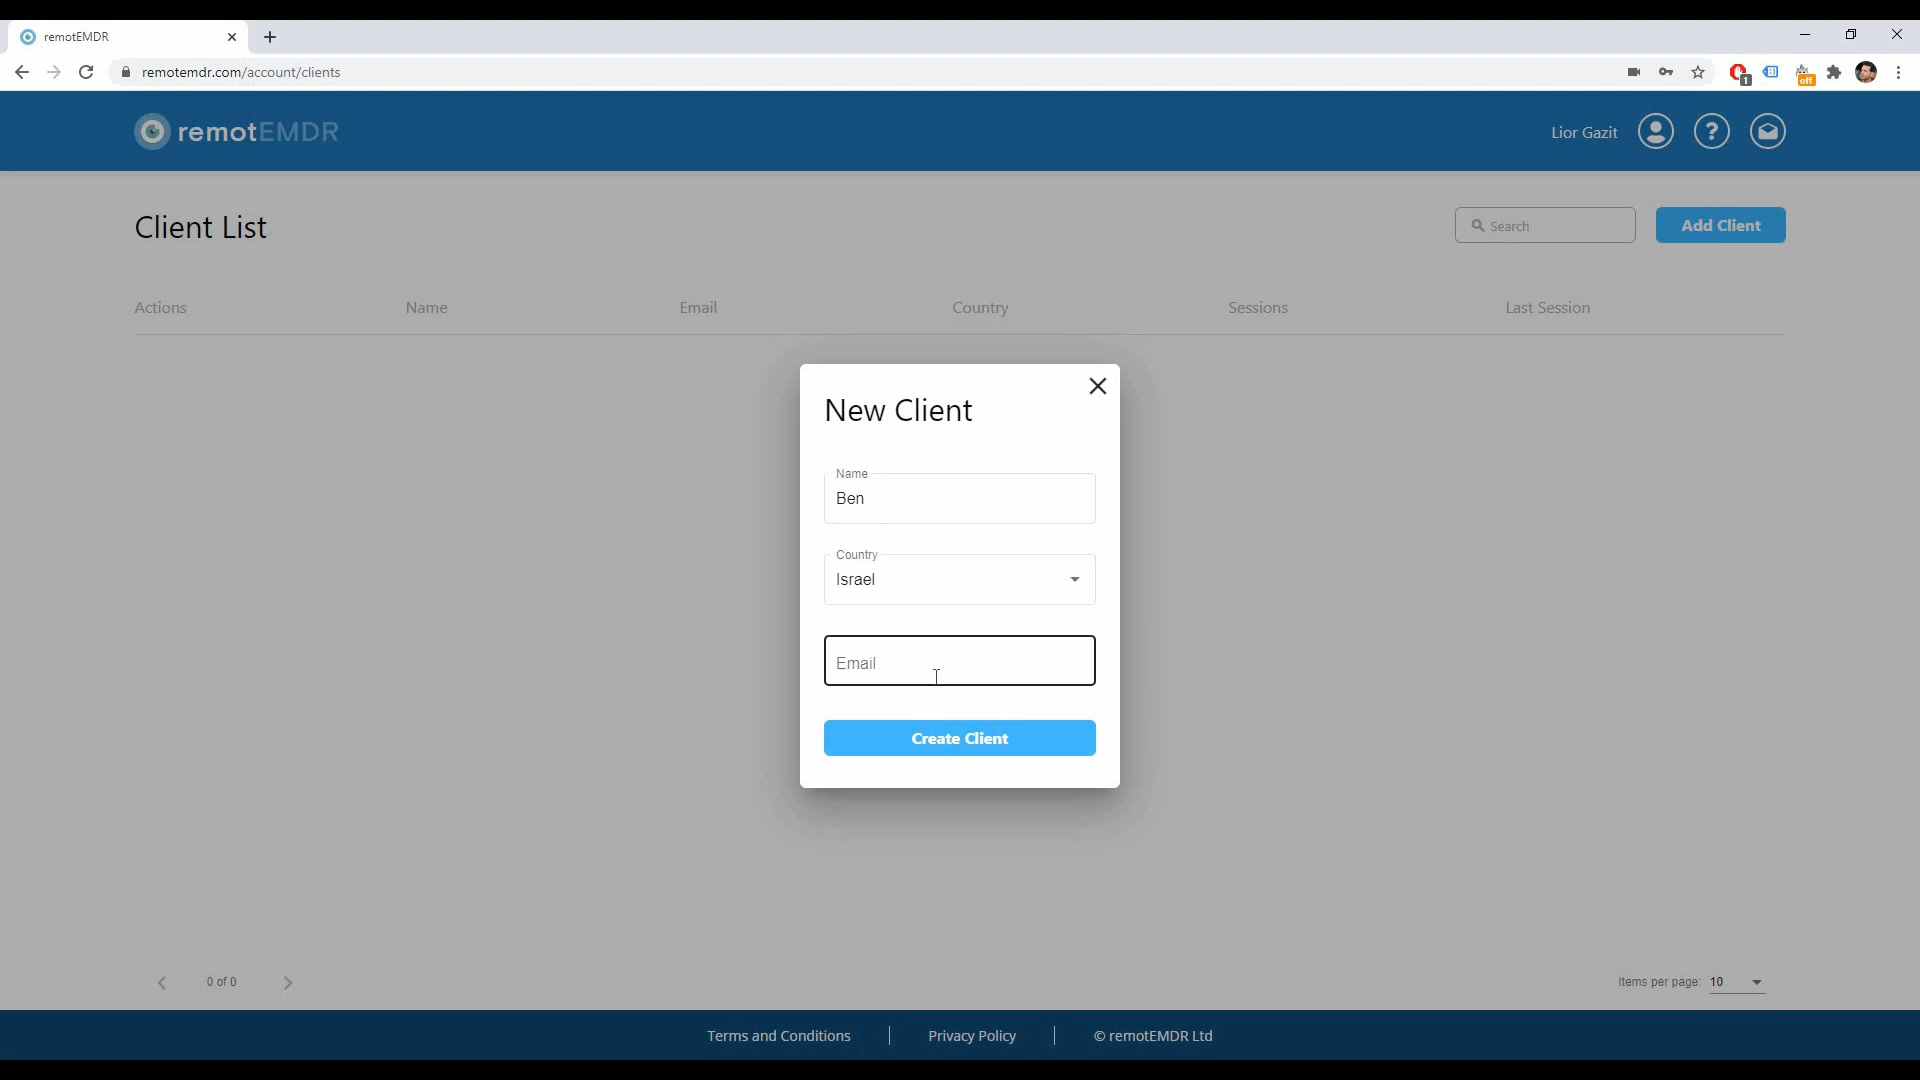 remotEMDR
remotemdr.com/account/clients
1
off
remotEMDR
Lior Gazit
?
Client List
Search
Add Client
Actions
Name
Email
Country
Sessions
Last Session
New Client
Name
Ben
Country
Israel
Email
Create Client
0 of 0
Items per page: 10
Terms and Conditions
Privacy Policy
© remotEMDR Ltd